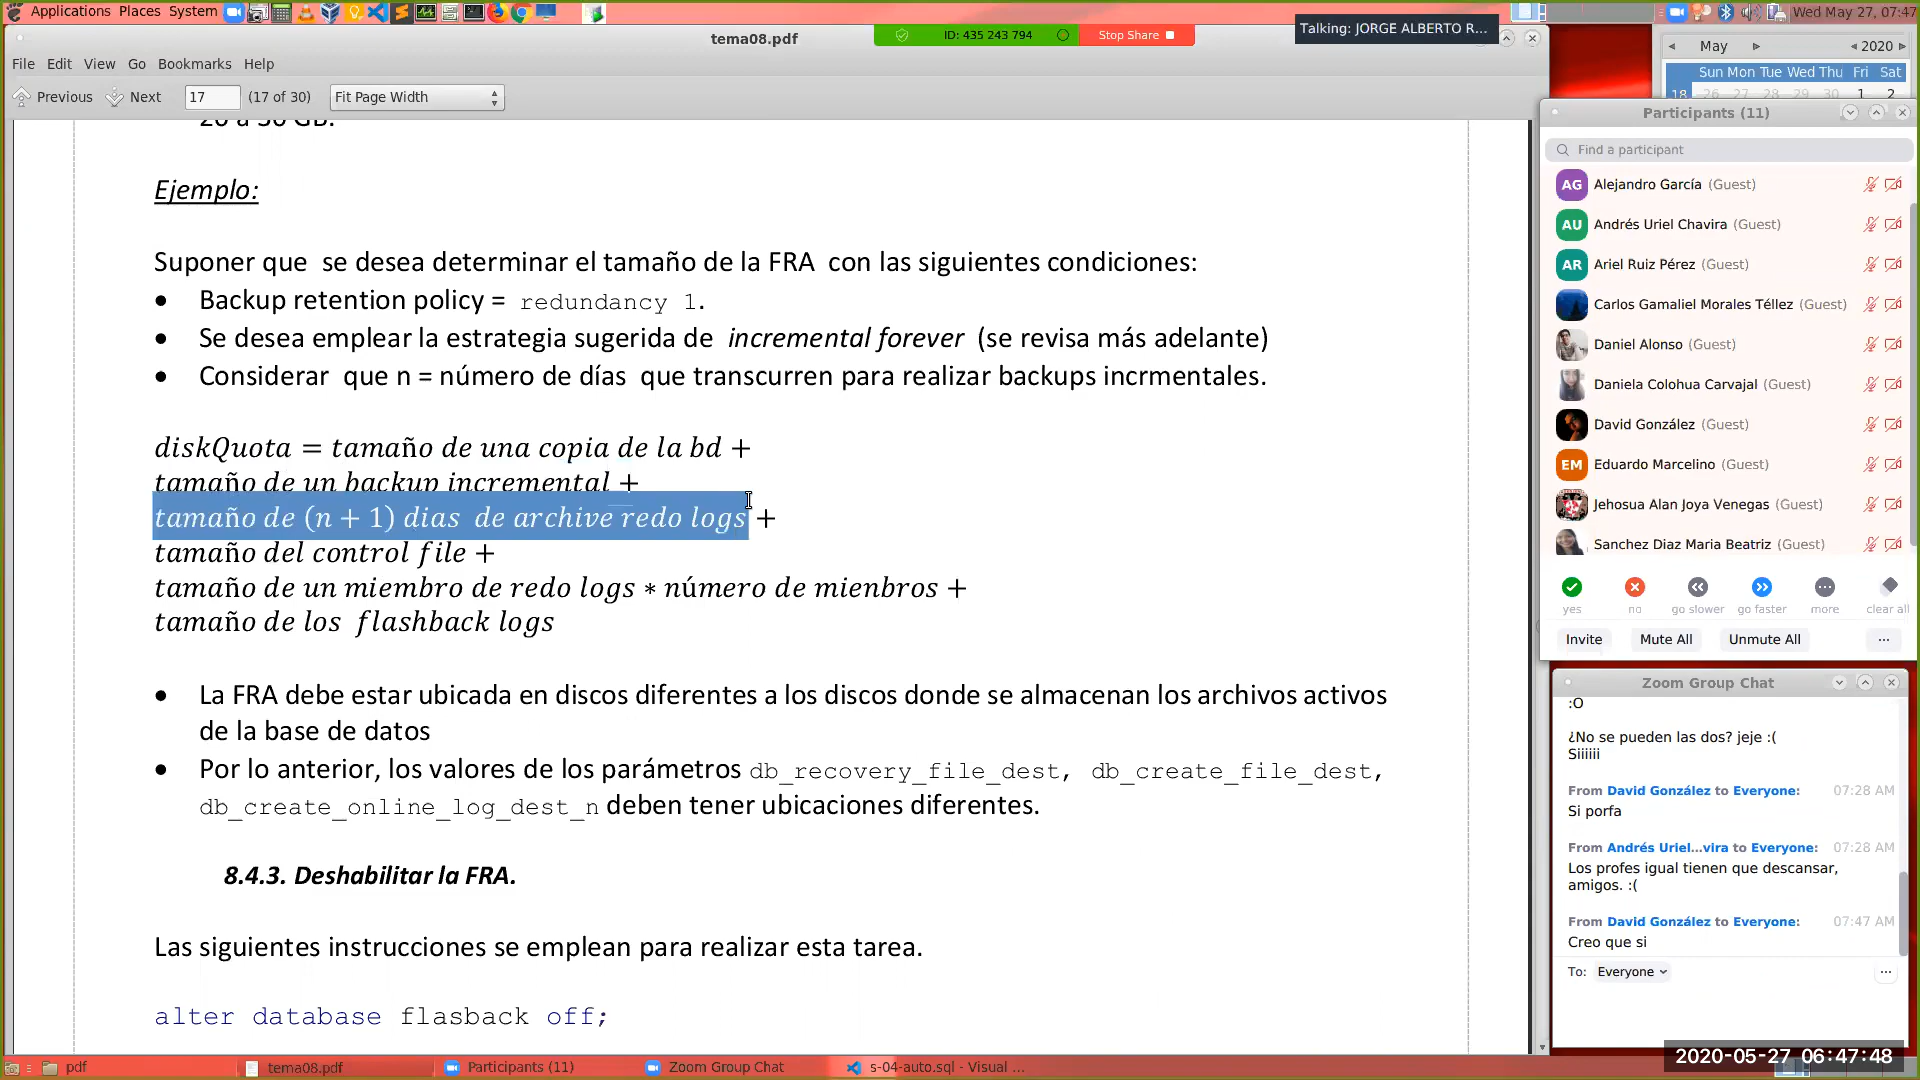 Applications Places System
Wed May 27, 07:47
tema08.pdf
ID: 435 243 794
Stop Share
Talking: JORGE ALBERTO R...
File Edit View Go Bookmarks Help
Previous Next 17 (17 of 30) Fit Page Width
20 a 30 GB.
Ejemplo:
Suponer que se desea determinar el tamaño de la FRA con las siguientes condiciones:
• Backup retention policy = redundancy 1.
• Se desea emplear la estrategia sugerida de incremental forever (se revisa más adelante)
• Considerar que n = número de días que transcurren para realizar backups incrmentales.
diskQuota = tamaño de una copia de la bd +
tamaño de un backup incremental +
tamaño de (n + 1) dias de archive redo logs +
tamaño del control file +
tamaño de un miembro de redo logs ∗ número de mienbros +
tamaño de los flashback logs
• La FRA debe estar ubicada en discos diferentes a los discos donde se almacenan los archivos activos
de la base de datos
• Por lo anterior, los valores de los parámetros db_recovery_file_dest, db_create_file_dest,
db_create_online_log_dest_n deben tener ubicaciones diferentes.
8.4.3. Deshabilitar la FRA.
Las siguientes instrucciones se emplean para realizar esta tarea.
alter database flasback off;
May 2020
Sun Mon Tue Wed Thu Fri Sat
18 26 27 28 29 30 1 2
Participants (11)
Find a participant
AG Alejandro García (Guest)
AU Andrés Uriel Chavira (Guest)
AR Ariel Ruiz Pérez (Guest)
Carlos Gamaliel Morales Téllez (Guest)
Daniel Alonso (Guest)
Daniela Colohua Carvajal (Guest)
David González (Guest)
EM Eduardo Marcelino (Guest)
Jehosua Alan Joya Venegas (Guest)
Sanchez Diaz Maria Beatriz (Guest)
yes no go slower go faster more clear all
Invite Mute All Unmute All ...
Zoom Group Chat
:O
¿No se pueden las dos? jeje :(
Siiiiii
From David González to Everyone: 07:28 AM
Si porfa
From Andrés Uriel...vira to Everyone: 07:28 AM
Los profes igual tienen que descansar,
amigos. :(
From David González to Everyone: 07:47 AM
Creo que si
To: Everyone ...
2020-05-27 06:47:48
pdf
tema08.pdf
Participants (11)
Zoom Group Chat
s-04-auto.sql - Visual ...